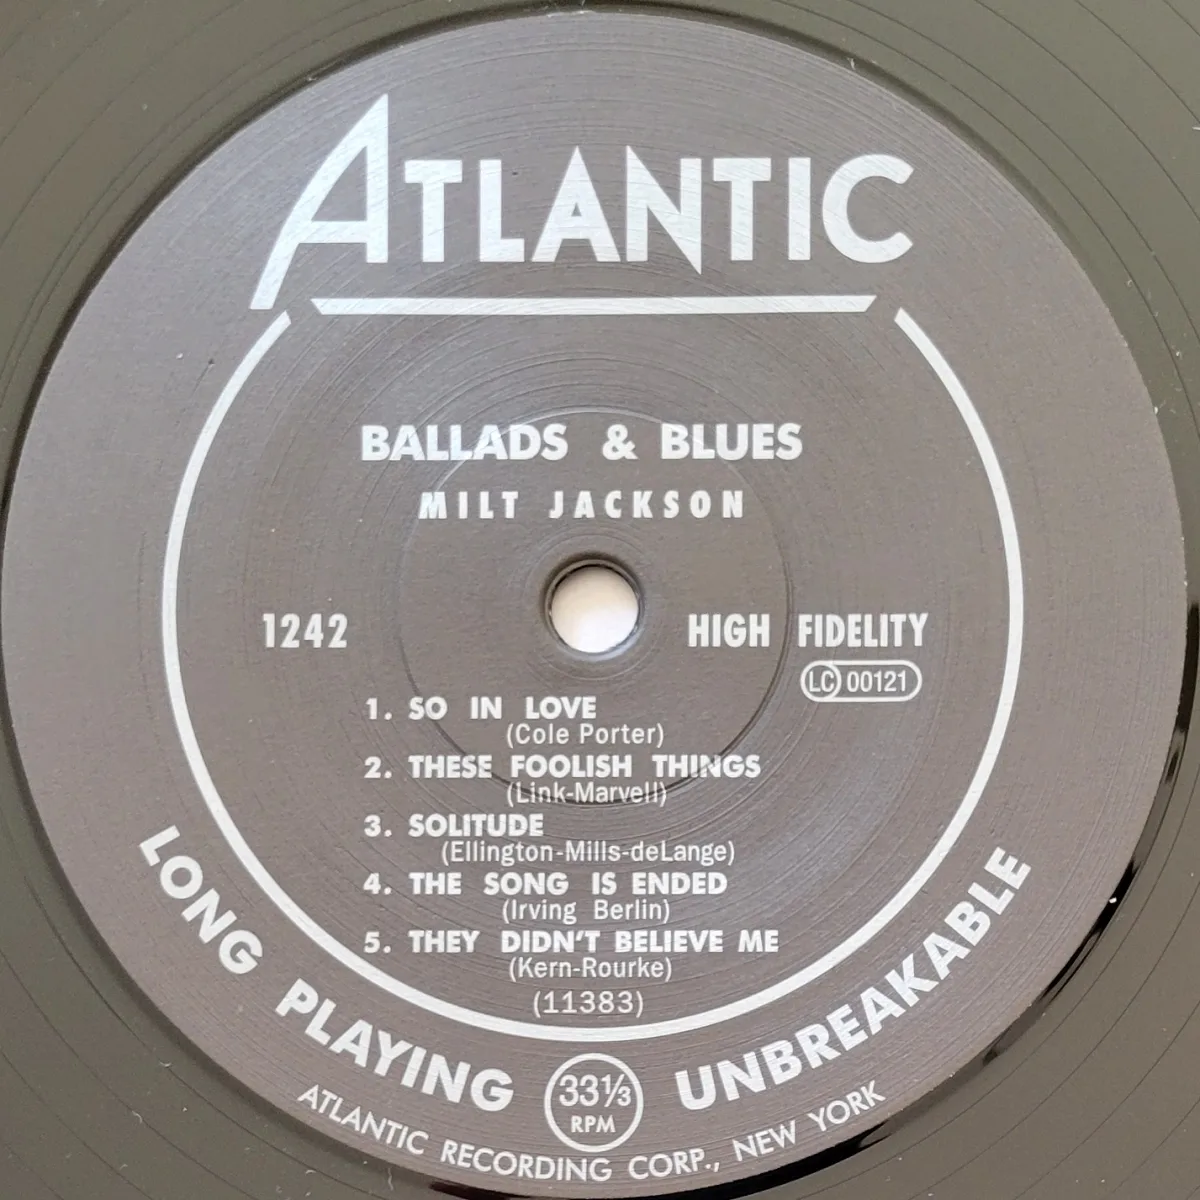 ATLANTIC
BALLADS & BLUES
MILT JACKSON
1242
HIGH FIDELITY
LC 00121
1. SO IN LOVE
(Cole Porter)
2. THESE FOOLISH THINGS
(Link-Marvell)
3. SOLITUDE
(Ellington-Mills-deLange)
4. THE SONG IS ENDED
(Irving Berlin)
5. THEY DIDN'T BELIEVE ME
(Kern-Rourke)
(11383)
LONG PLAYING
33⅓
RPM
UNBREAKABLE
ATLANTIC RECORDING CORP., NEW YORK